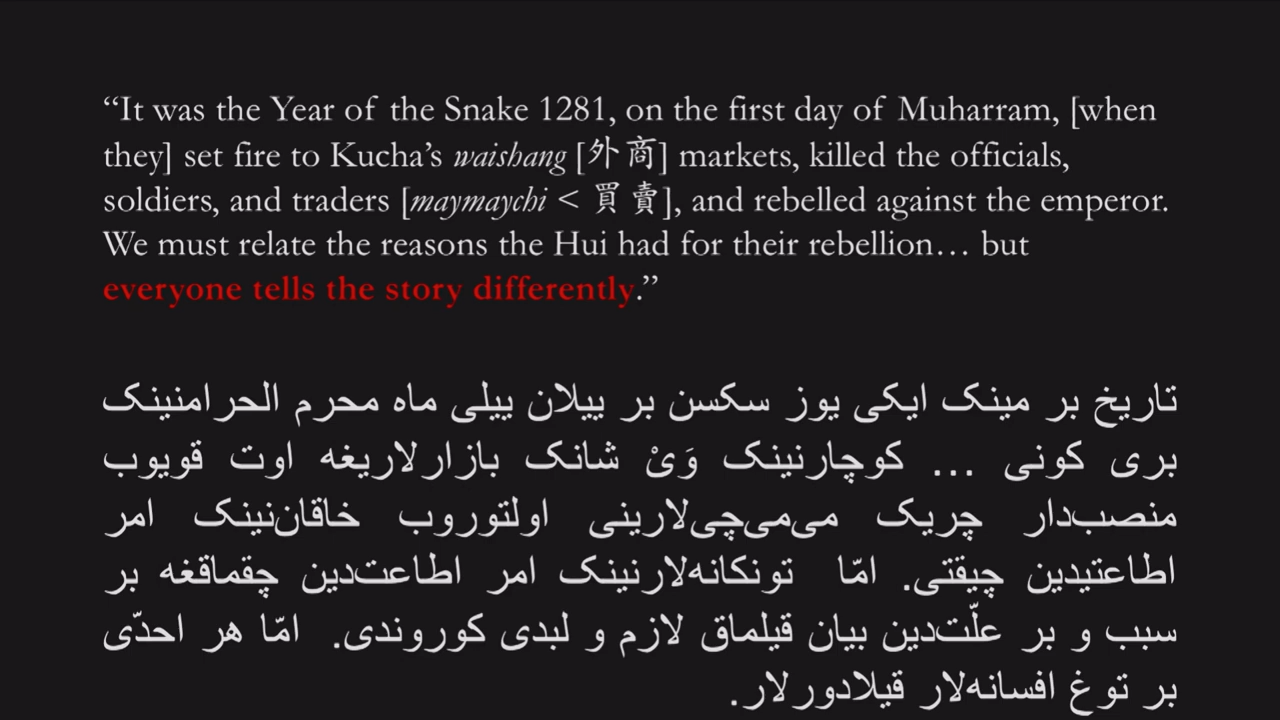 “It was the Year of the Snake 1281, on the first day of Muharram, [when
they] set fire to Kucha’s waishang [外商] markets, killed the officials,
soldiers, and traders [maymaychi < 買賣], and rebelled against the emperor.
We must relate the reasons the Hui had for their rebellion… but
everyone tells the story differently.”
تاریخ بر مینک ایکی یوز سکسن بر ییلان ییلی ماه محرم الحرامنینک
بری کونی ... کوچارنینک وَیْ شانک بازارلاریغه اوت قویوب
منصب‌دار چریک می‌می‌چی‌لارینی اولتوروب خاقان‌نینک امر
اطاعتیدین چیقتی. امّا تونکانه‌لارنینک امر اطاعت‌دین چقماقغه بر
سبب و بر علّت‌دین بیان قیلماق لازم و لبدی کوروندی. امّا هر احدّی
بر توغ افسانه‌لار قیلادورلار.